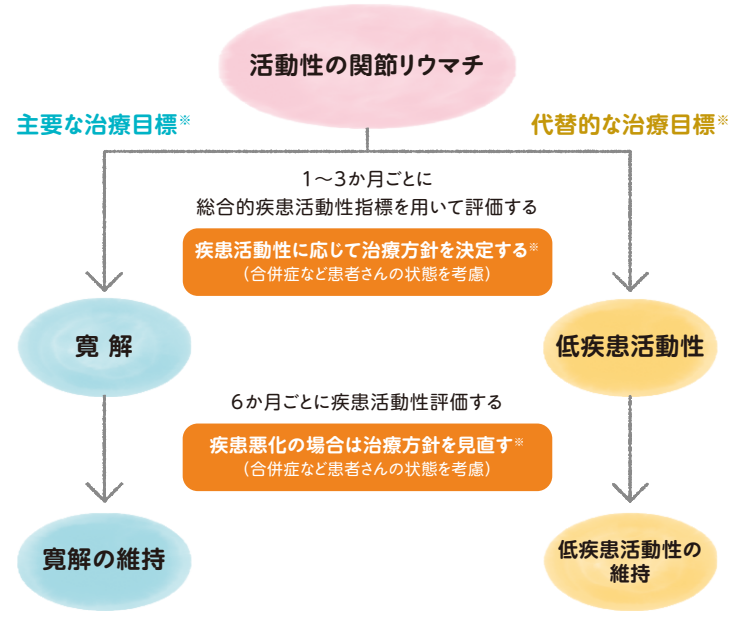 活動性の関節リウマチ
主要な治療目標※
代替的な治療目標※
1～3か月ごとに
総合的疾患活動性指標を用いて評価する
疾患活動性に応じて治療方針を決定する※
（合併症など患者さんの状態を考慮）
寛解
低疾患活動性
6か月ごとに疾患活動性評価する
疾患悪化の場合は治療方針を見直す※
（合併症など患者さんの状態を考慮）
寛解の維持
低疾患活動性の
維持